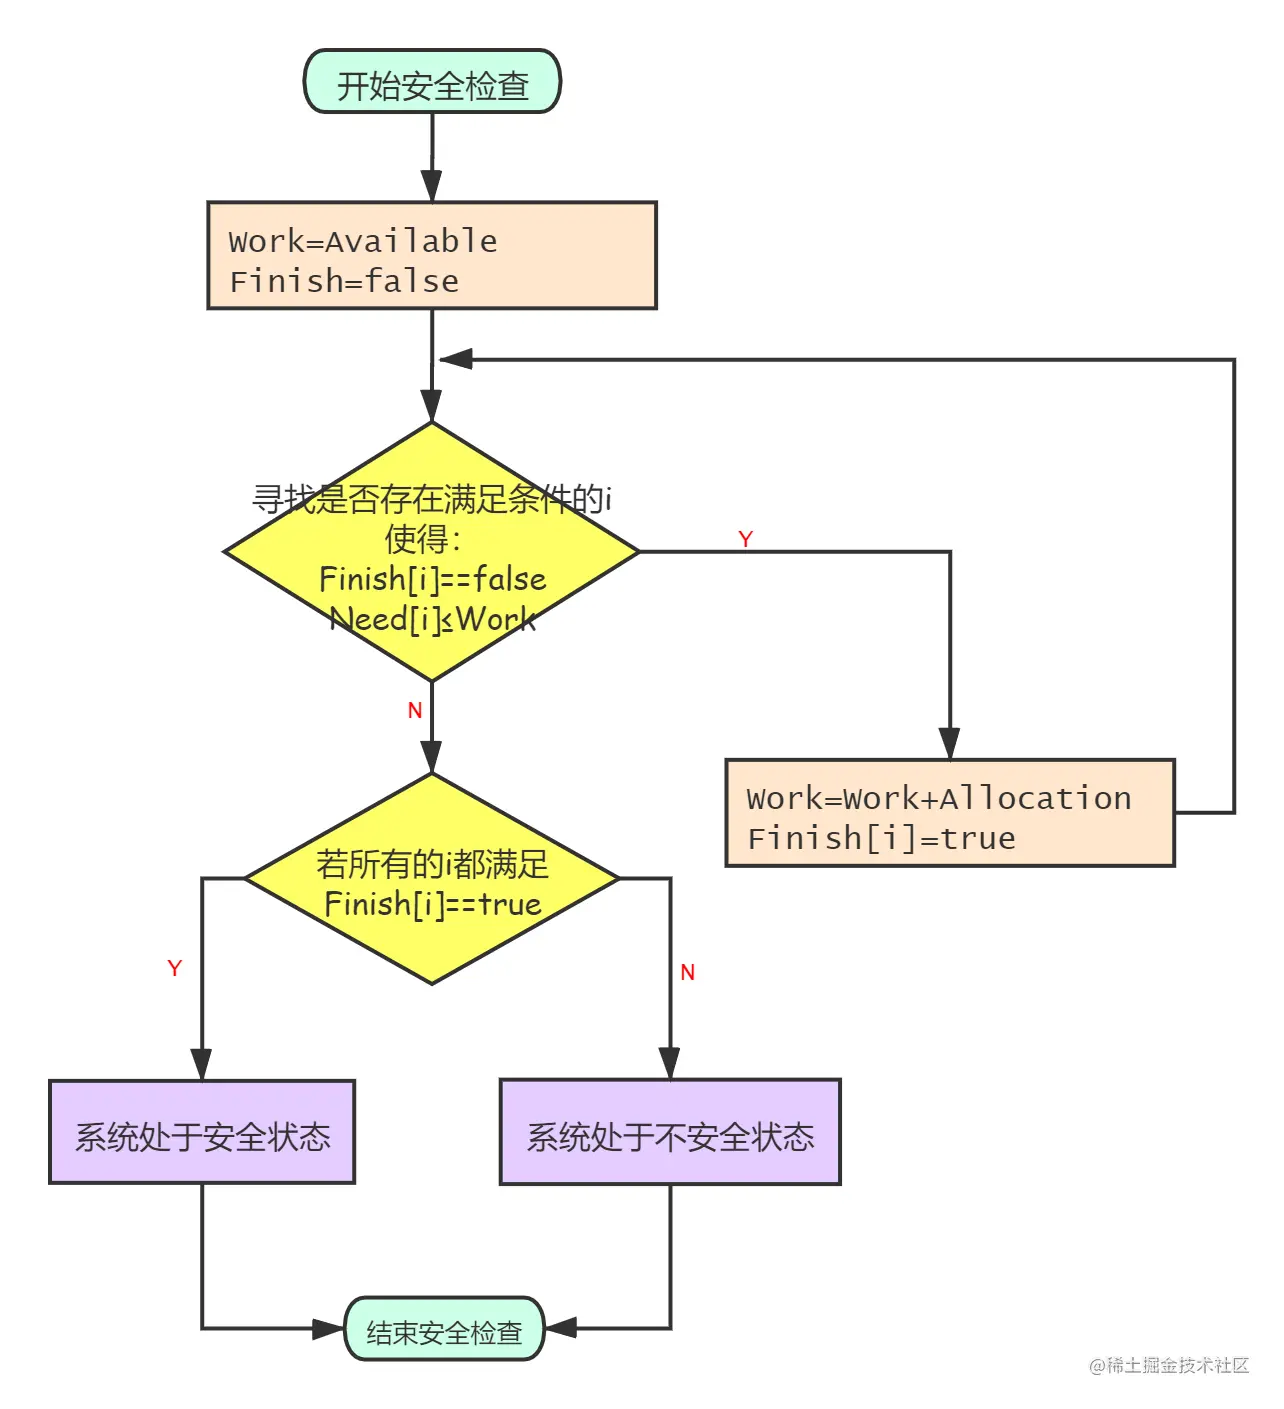 开始安全检查
Work=Available
Finish=false
寻找是否存在满足条件的i
使得：
Finish[i]==false
Need[i]≤Work
Y
N
Work=Work+Allocation
Finish[i]=true
若所有的i都满足
Finish[i]==true
Y
N
系统处于安全状态
系统处于不安全状态
结束安全检查
@稀土掘金技术社区